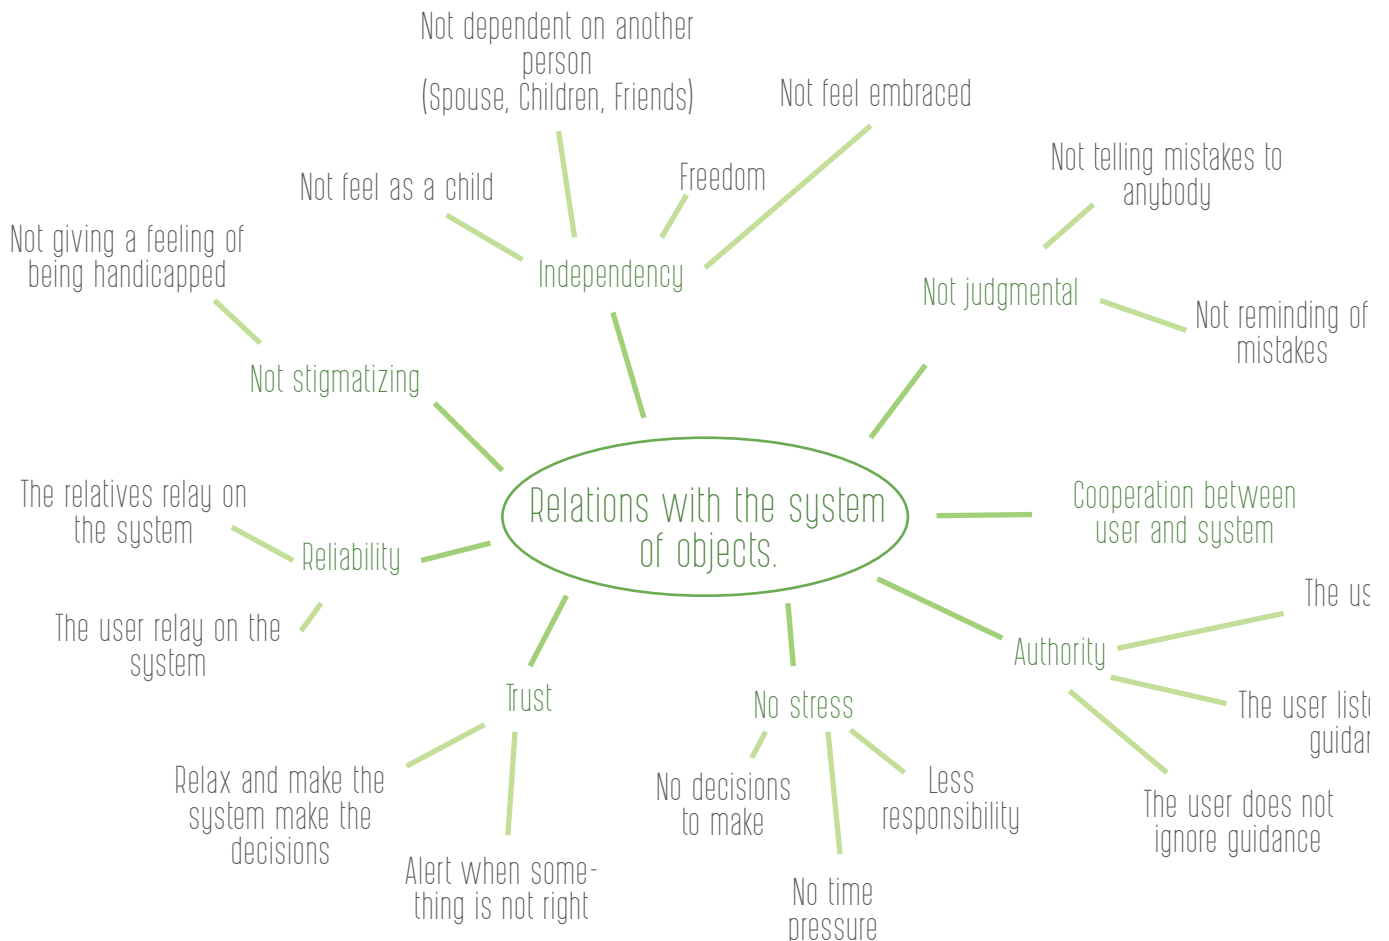 Not dependent on another
person
(Spouse, Children, Friends)
Not feel embraced
Not feel as a child
Freedom
Independency
Not telling mistakes to
anybody
Not judgmental
Not reminding of
mistakes
Not giving a feeling of
being handicapped
Not stigmatizing
Relations with the system
of objects.
The relatives relay on
the system
Reliability
The user relay on the
system
Cooperation between
user and system
Authority
The
The user
The user does not
ignore guidance
Trust
Relax and make the
system make the
decisions
Alert when some-
thing is not right
No stress
No decisions
to make
Less
responsibility
No time
pressure